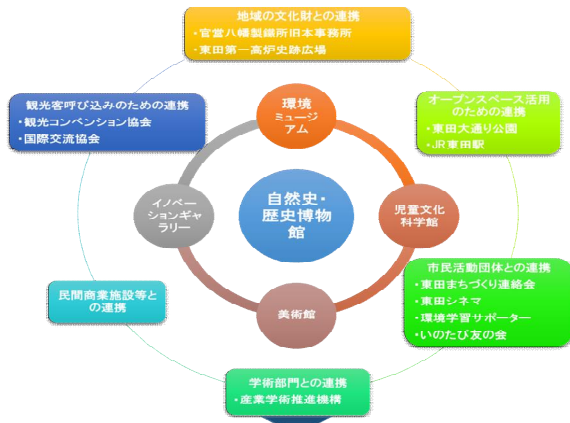 地域の文化財との連携
・官営八幡製鐵所旧本事務所
・東田第一高炉史跡広場
観光客呼び込みのための連携
・観光コンベンション協会
・国際交流協会
オープンスペース活用
のための連携
・東田大通り公園
・JR東田駅
環境
ミュージ
アム
イノベー
ションギャ
ラリー
自然史・
歴史博物
館
児童文化
科学館
美術館
民間商業施設等と
の連携
市民活動団体との連携
・東田まちづくり連絡会
・東田シネマ
・環境学習サポーター
・いのたび友の会
学術部門との連携
・産業学術推進機構